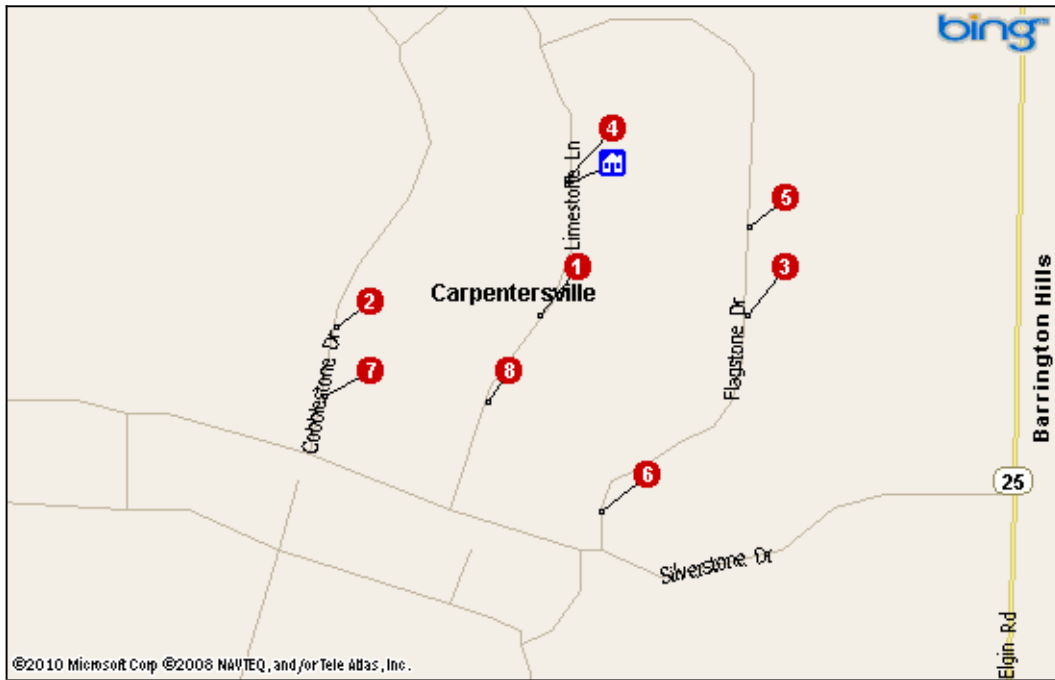 bing™
4
Limestone Ln
5
1
3
Carpentersville
2
Barrington Hills
Flagstone Dr
7
8
Cobblestone Dr
6
25
Silverstone Dr
Elgin Rd
©2010 Microsoft Corp ©2008 NAVTEQ, and/or Tele Atlas, Inc.